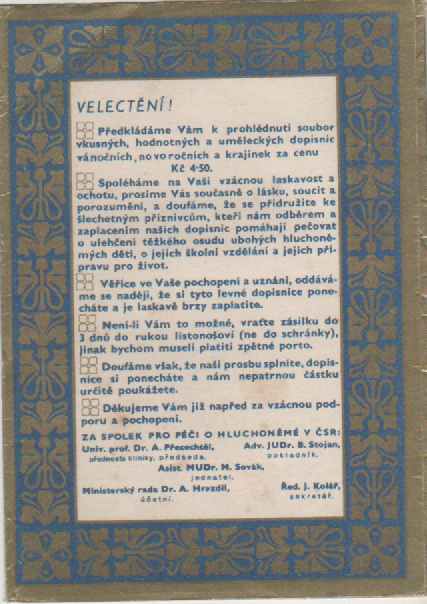 VELECTĚNÍ!
Předkládáme Vám k prohlédnutí soubor
vkusných, hodnotných a uměleckých dopisnic
vánočních, novoročních a krajinek za cenu
Kč 4·50.
Spoléháme na Vaši vzácnou laskavost a
ochotu, prosíme Vás současně o lásku, soucit a
porozumění, a doufáme, že se přidružíte ke
šlechetným příznivcům, kteří nám odběrem a
zaplacením našich dopisnic pomáhají pečovat
o ulehčení těžkého osudu ubohých hluchoně-
mých dětí, o jejich školní vzdělání a jejich pří-
pravu pro život.
Věříce ve Vaše pochopení a uznání, oddává-
me se naději, že si tyto levné dopisnice pone-
cháte a je laskavě brzy zaplatíte.
Není-li Vám to možné, vraťte zásilku do
3 dnů do rukou listonošovi (ne do schránky),
jinak bychom museli platiti zpětné porto.
Doufáme však, že naši prosbu splníte, dopis-
nice si ponecháte a nám nepatrnou částku
určitě poukážete.
Děkujeme Vám již napřed za vzácnou pod-
poru a pochopení.
ZA SPOLEK PRO PÉČI O HLUCHONĚMÉ V ČSR:
Univ. prof. Dr. A. Přecechtěl, Adv. JUDr. B. Stojan,
přednosta kliniky, předseda. pokladník.
Asist. MUDr. M. Sovák,
jednatel.
Ministerský rada Dr. A. Hrazdil, Řed. J. Kolář,
účetní. sekretář.